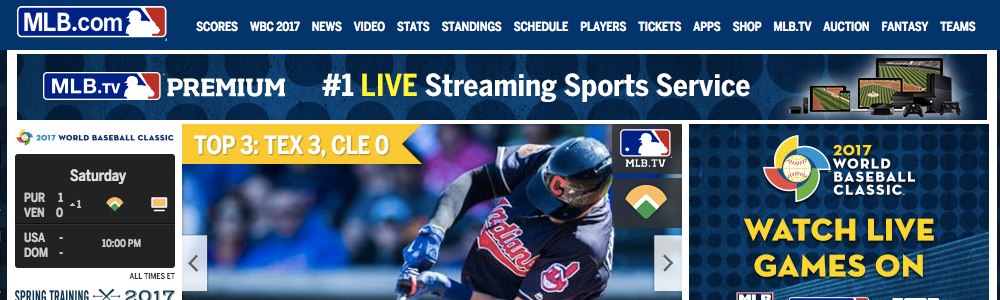 MLB.com
SCORES WBC 2017 NEWS VIDEO STATS STANDINGS SCHEDULE PLAYERS TICKETS APPS SHOP MLB.TV AUCTION FANTASY TEAMS
MLB.TV PREMIUM #1 LIVE Streaming Sports Service
2017 WORLD BASEBALL CLASSIC
Saturday
PUR 1 1
VEN 0
USA -
DOM -
10:00 PM
ALL TIMES ET
SPRING TRAINING 2017
TOP 3: TEX 3, CLE 0
MLB.TV
Indians
C
2017
WORLD
BASEBALL
CLASSIC
WATCH LIVE
GAMES ON
MLB